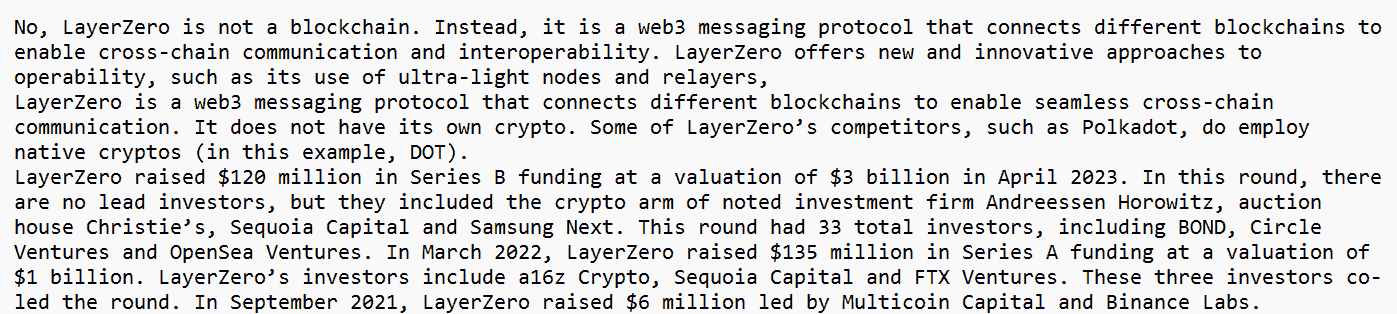 No, LayerZero is not a blockchain. Instead, it is a web3 messaging protocol that connects different blockchains to
enable cross-chain communication and interoperability. LayerZero offers new and innovative approaches to
operability, such as its use of ultra-light nodes and relayers,
LayerZero is a web3 messaging protocol that connects different blockchains to enable seamless cross-chain
communication. It does not have its own crypto. Some of LayerZero’s competitors, such as Polkadot, do employ
native cryptos (in this example, DOT).
LayerZero raised $120 million in Series B funding at a valuation of $3 billion in April 2023. In this round, there
are no lead investors, but they included the crypto arm of noted investment firm Andreessen Horowitz, auction
house Christie’s, Sequoia Capital and Samsung Next. This round had 33 total investors, including BOND, Circle
Ventures and OpenSea Ventures. In March 2022, LayerZero raised $135 million in Series A funding at a valuation of
$1 billion. LayerZero’s investors include a16z Crypto, Sequoia Capital and FTX Ventures. These three investors co-
led the round. In September 2021, LayerZero raised $6 million led by Multicoin Capital and Binance Labs.